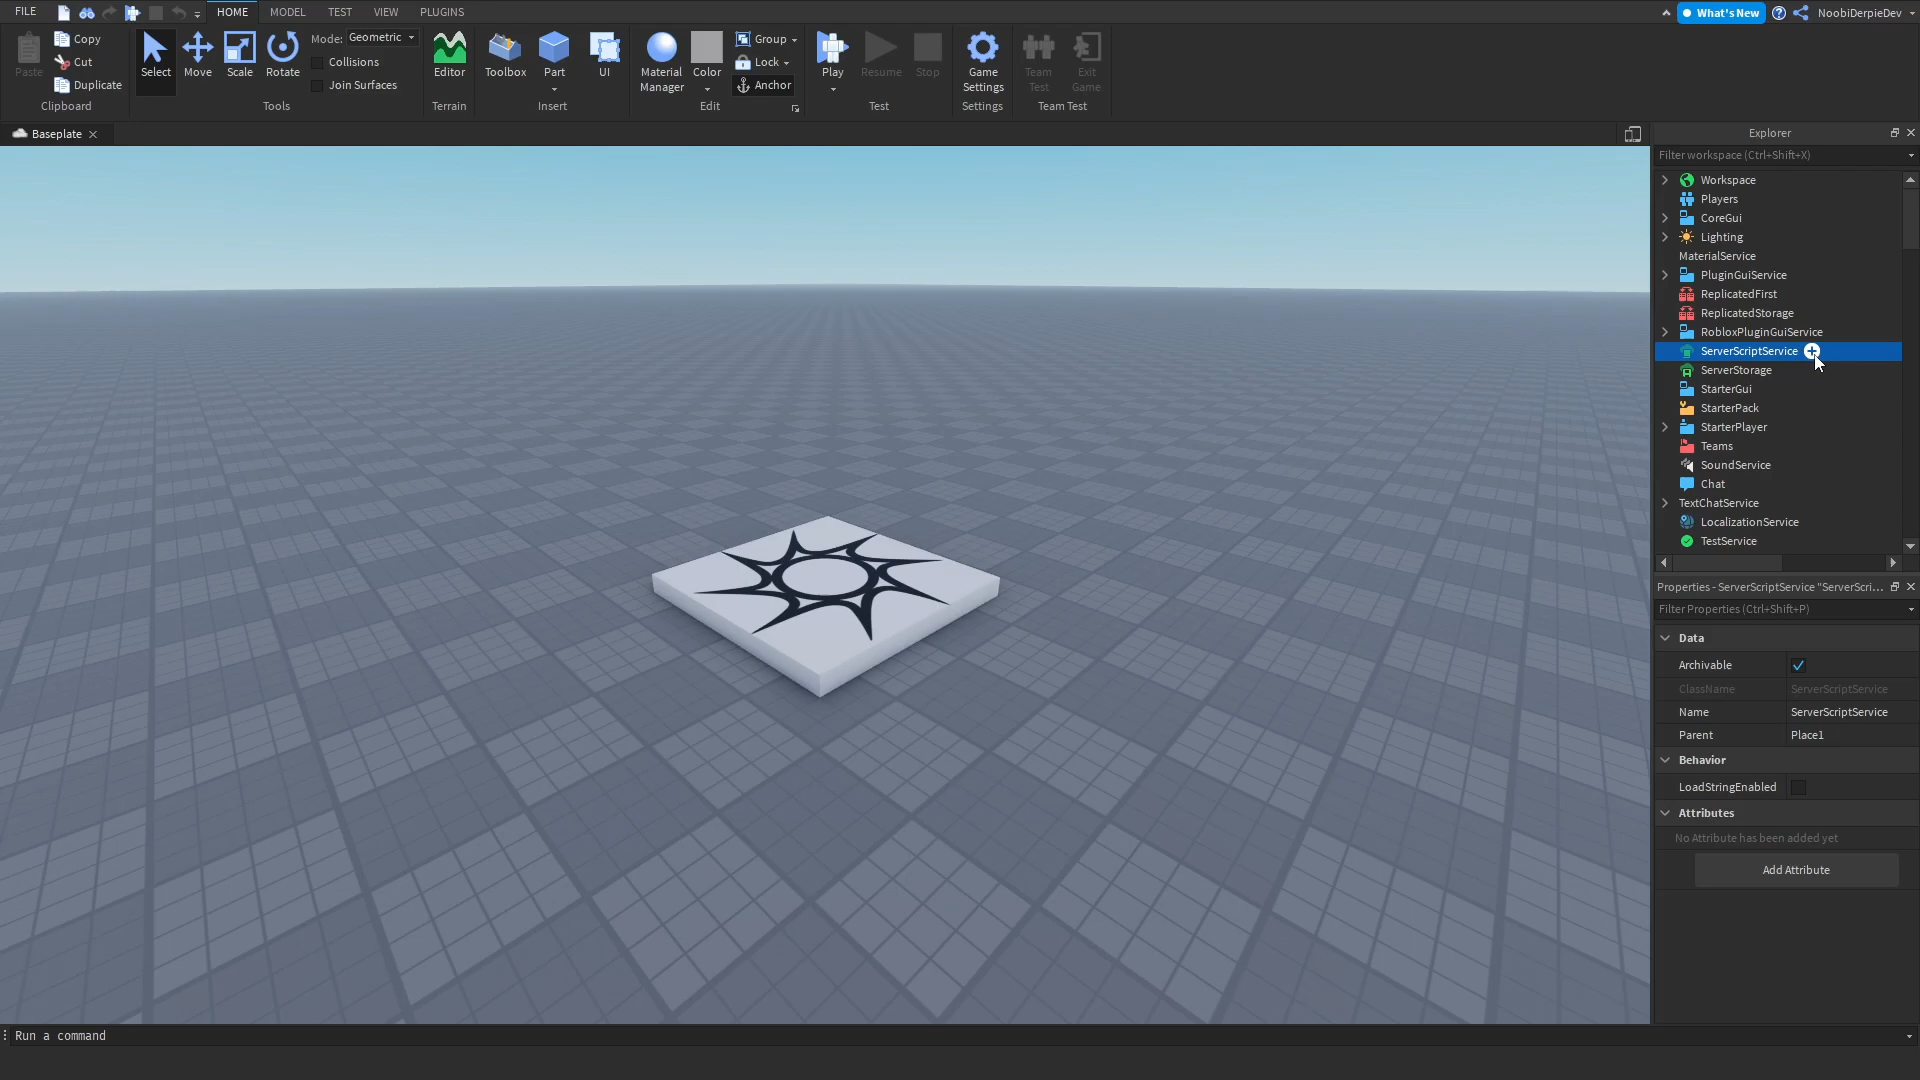 FILE
HOME
MODEL
TEST
VIEW
PLUGINS
What's New
NoobiDerpieDev
Paste
Copy
Cut
Duplicate
Clipboard
Select
Move
Scale
Rotate
Mode: Geometric
Collisions
Join Surfaces
Tools
Editor
Terrain
Toolbox
Part
UI
Insert
Material
Manager
Color
Group
Lock
Anchor
Edit
Play
Resume
Stop
Test
Game
Settings
Settings
Team
Test
Exit
Game
Team Test
Baseplate
Explorer
Filter workspace (Ctrl+Shift+X)
Workspace
Players
CoreGui
Lighting
MaterialService
PluginGuiService
ReplicatedFirst
ReplicatedStorage
RobloxPluginGuiService
ServerScriptService
ServerStorage
StarterGui
StarterPack
StarterPlayer
Teams
SoundService
Chat
TextChatService
LocalizationService
TestService
Properties - ServerScriptService "ServerScri...
Filter Properties (Ctrl+Shift+P)
Data
Archivable
ClassName ServerScriptService
Name ServerScriptService
Parent Place1
Behavior
LoadStringEnabled
Attributes
No Attribute has been added yet
Add Attribute
Run a command